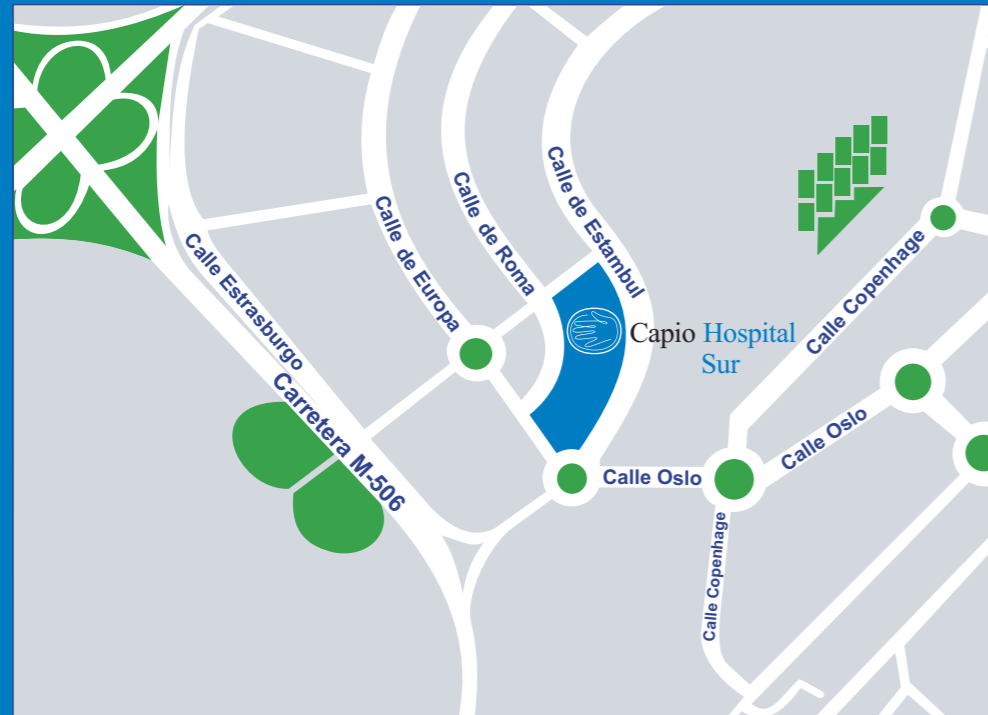 Calle de Estambul
Calle de Roma
Calle de Europa
Calle Estrasburgo
Calle Copenhage
Capio Hospital
Sur
Carretera M-506
Calle Oslo
Calle Oslo
Calle Copenhage